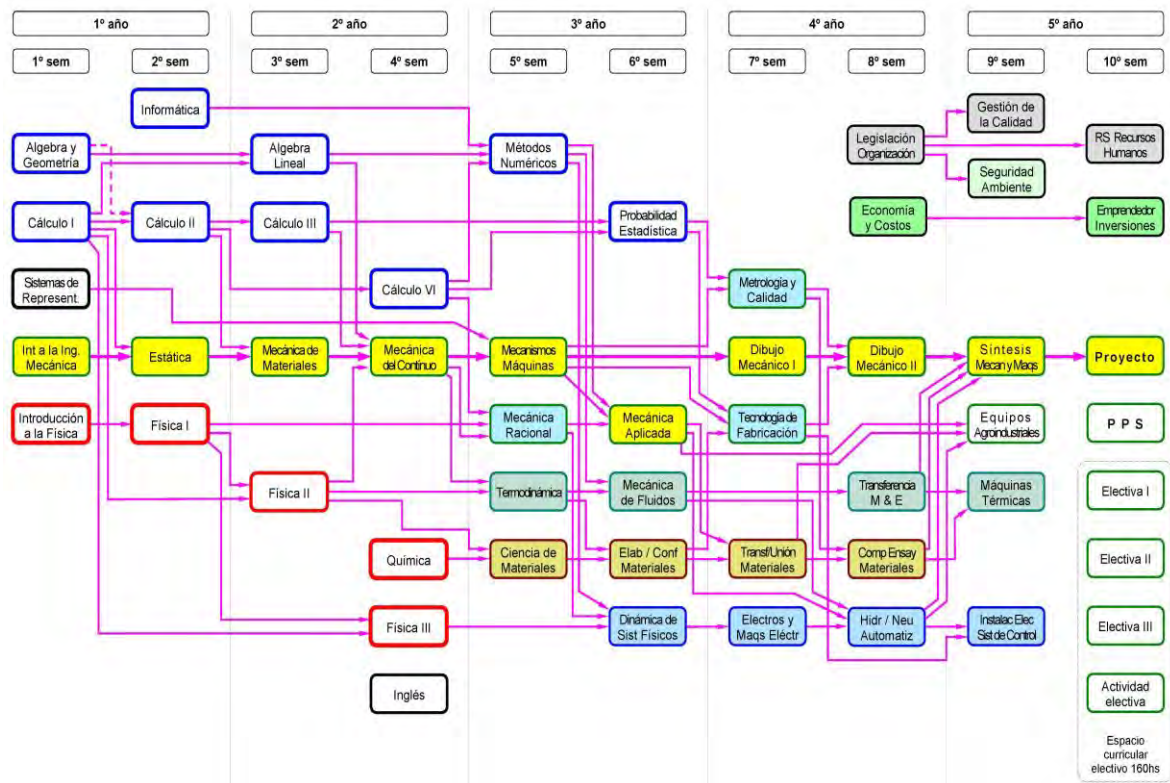 1º año
2º año
3º año
4º año
5º año
1º sem
2º sem
3º sem
4º sem
5º sem
6º sem
7º sem
8º sem
9º sem
10º sem
Informática
Gestión de
la Calidad
Algebra y
Geometría
Algebra
Lineal
Métodos
Numéricos
Legislación
Organización
RS Recursos
Humanos
Seguridad
Ambiente
Cálculo I
Cálculo II
Cálculo III
Probabilidad
Estadística
Economía
y Costos
Emprendedor
Inversiones
Sistemas de
Represent.
Cálculo VI
Metrología y
Calidad
Int a la Ing.
Mecánica
Estática
Mecánica de
Materiales
Mecánica
del Contínuo
Mecanismos
Máquinas
Dibujo
Mecánico I
Dibujo
Mecánico II
Síntesis
Mecan y Maqs
Proyecto
Introducción
a la Física
Física I
Mecánica
Racional
Mecánica
Aplicada
Tecnología de
Fabricación
Equipos
Agroindustriales
P P S
Física II
Termodinámica
Mecánica
de Fluidos
Transferencia
M & E
Máquinas
Térmicas
Electiva I
Química
Ciencia de
Materiales
Elab / Conf
Materiales
Transf/Unión
Materiales
Comp Ensay
Materiales
Electiva II
Física III
Dinámica de
Sist Físicos
Electros y
Maqs Eléctr
Hidr / Neu
Automatiz
Instalac Elec
Sist de Control
Electiva III
Inglés
Actividad
electiva
Espacio
curricular
electivo 160hs